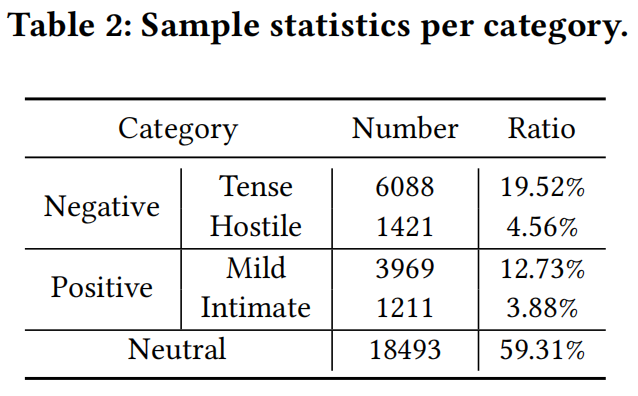 Table 2: Sample statistics per category.
Category Number Ratio
Negative Tense 6088 19.52%
Hostile 1421 4.56%
Positive Mild 3969 12.73%
Intimate 1211 3.88%
Neutral 18493 59.31%